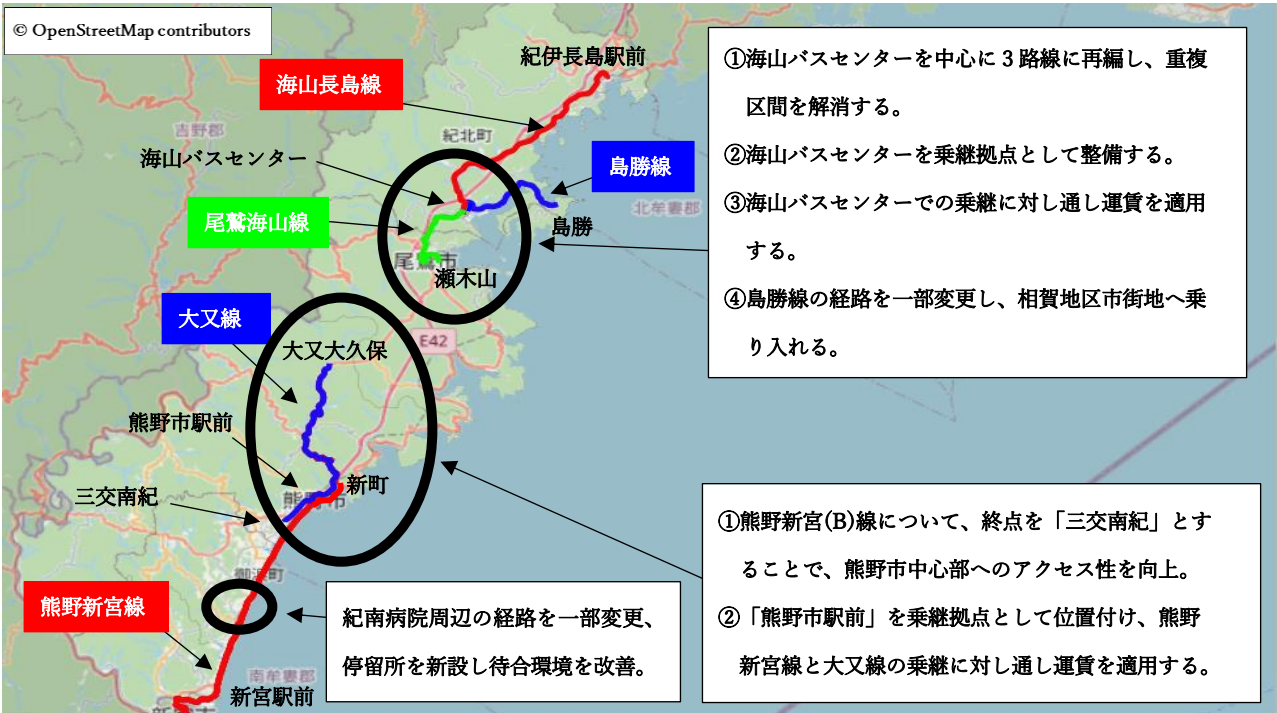 © OpenStreetMap contributors
紀伊長島駅前
海山長島線
吉野郡
紀北町
海山バスセンター
島勝線
北牟婁郡
尾鷲海山線
島勝
尾鷲市
瀬木山
①海山バスセンターを中心に3路線に再編し、重複
区間を解消する。
②海山バスセンターを乗継拠点として整備する。
③海山バスセンターでの乗継に対し通し運賃を適用
する。
④島勝線の経路を一部変更し、相賀地区市街地へ乗
り入れる。
大又線
E42
大又大久保
熊野市駅前
新町
熊野市
三交南紀
①熊野新宮(B)線について、終点を「三交南紀」とす
ることで、熊野市中心部へのアクセス性を向上。
②「熊野市駅前」を乗継拠点として位置付け、熊野
新宮線と大又線の乗継に対し通し運賃を適用する。
御浜町
熊野新宮線
紀南病院周辺の経路を一部変更、
停留所を新設し待合環境を改善。
南牟婁郡
新宮駅前